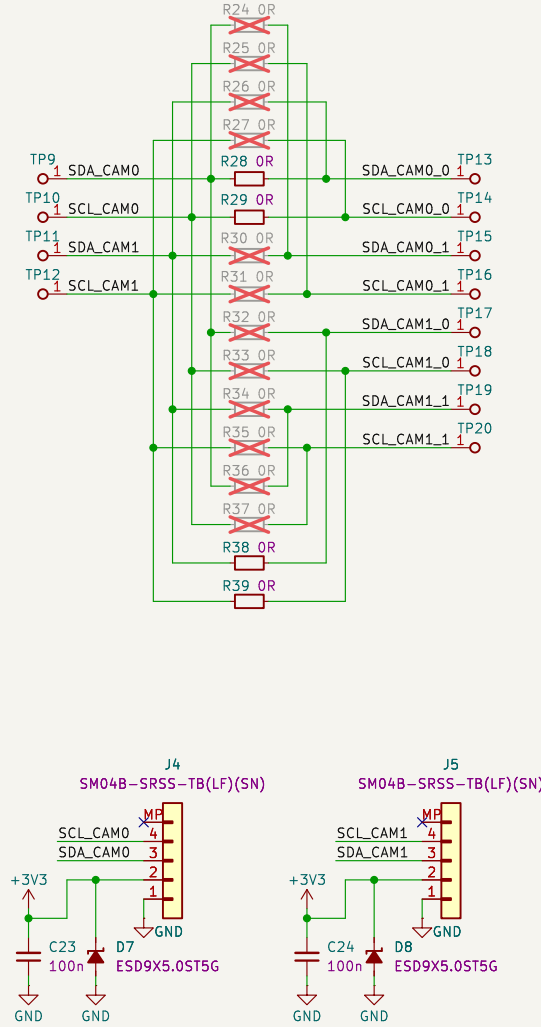 R24 0R
R25 0R
R26 0R
R27 0R
TP9 1 SDA_CAM0 R28 0R SDA_CAM0_0 1 TP13
TP10 1 SCL_CAM0 R29 0R SCL_CAM0_0 1 TP14
TP11 1 SDA_CAM1 R30 0R SDA_CAM0_1 1 TP15
TP12 1 SCL_CAM1 R31 0R SCL_CAM0_1 1 TP16
R32 0R SDA_CAM1_0 1 TP17
R33 0R SCL_CAM1_0 1 TP18
R34 0R SDA_CAM1_1 1 TP19
R35 0R SCL_CAM1_1 1 TP20
R36 0R
R37 0R
R38 0R
R39 0R
J4
SM04B-SRSS-TB(LF)(SN)
MP
SCL_CAM0 4
SDA_CAM0 3
+3V3 2
1
GND
C23 D7
100n ESD9X5.0ST5G
GND GND
J5
SM04B-SRSS-TB(LF)(SN)
MP
SCL_CAM1 4
SDA_CAM1 3
+3V3 2
1
GND
C24 D8
100n ESD9X5.0ST5G
GND GND